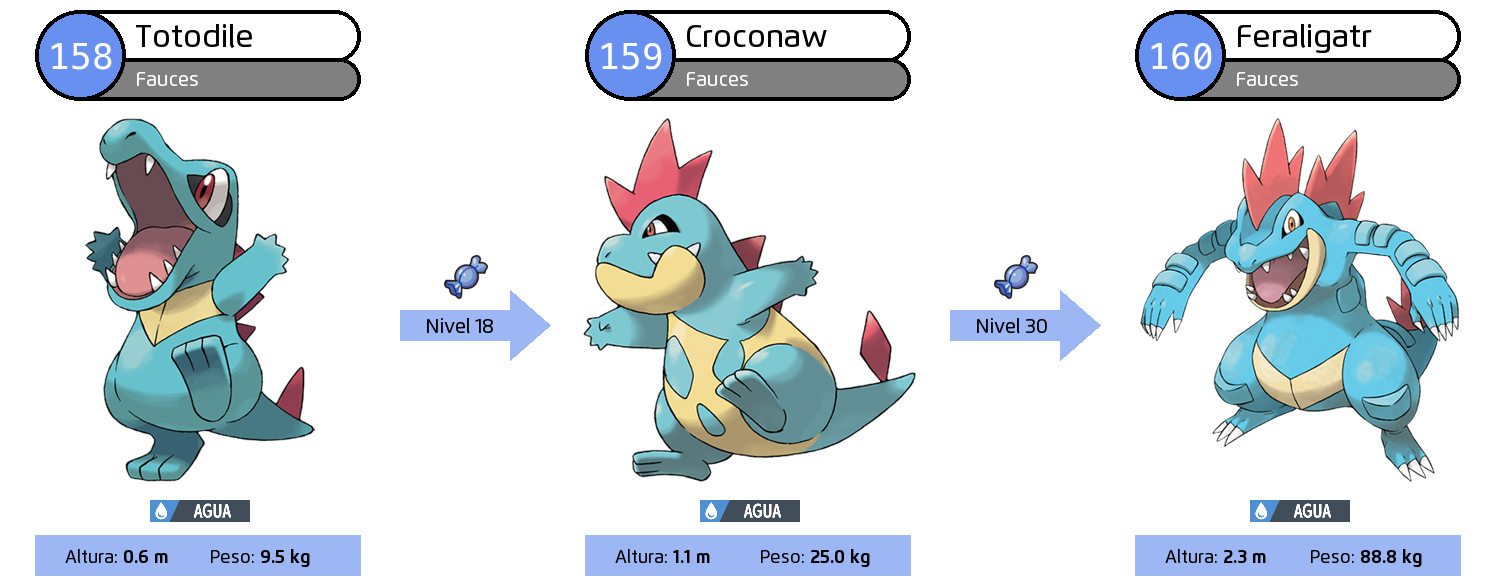 158 Totodile
Fauces
159 Croconaw
Fauces
160 Feraligatr
Fauces
Nivel 18
Nivel 30
AGUA
AGUA
AGUA
Altura: 0.6 m Peso: 9.5 kg
Altura: 1.1 m Peso: 25.0 kg
Altura: 2.3 m Peso: 88.8 kg